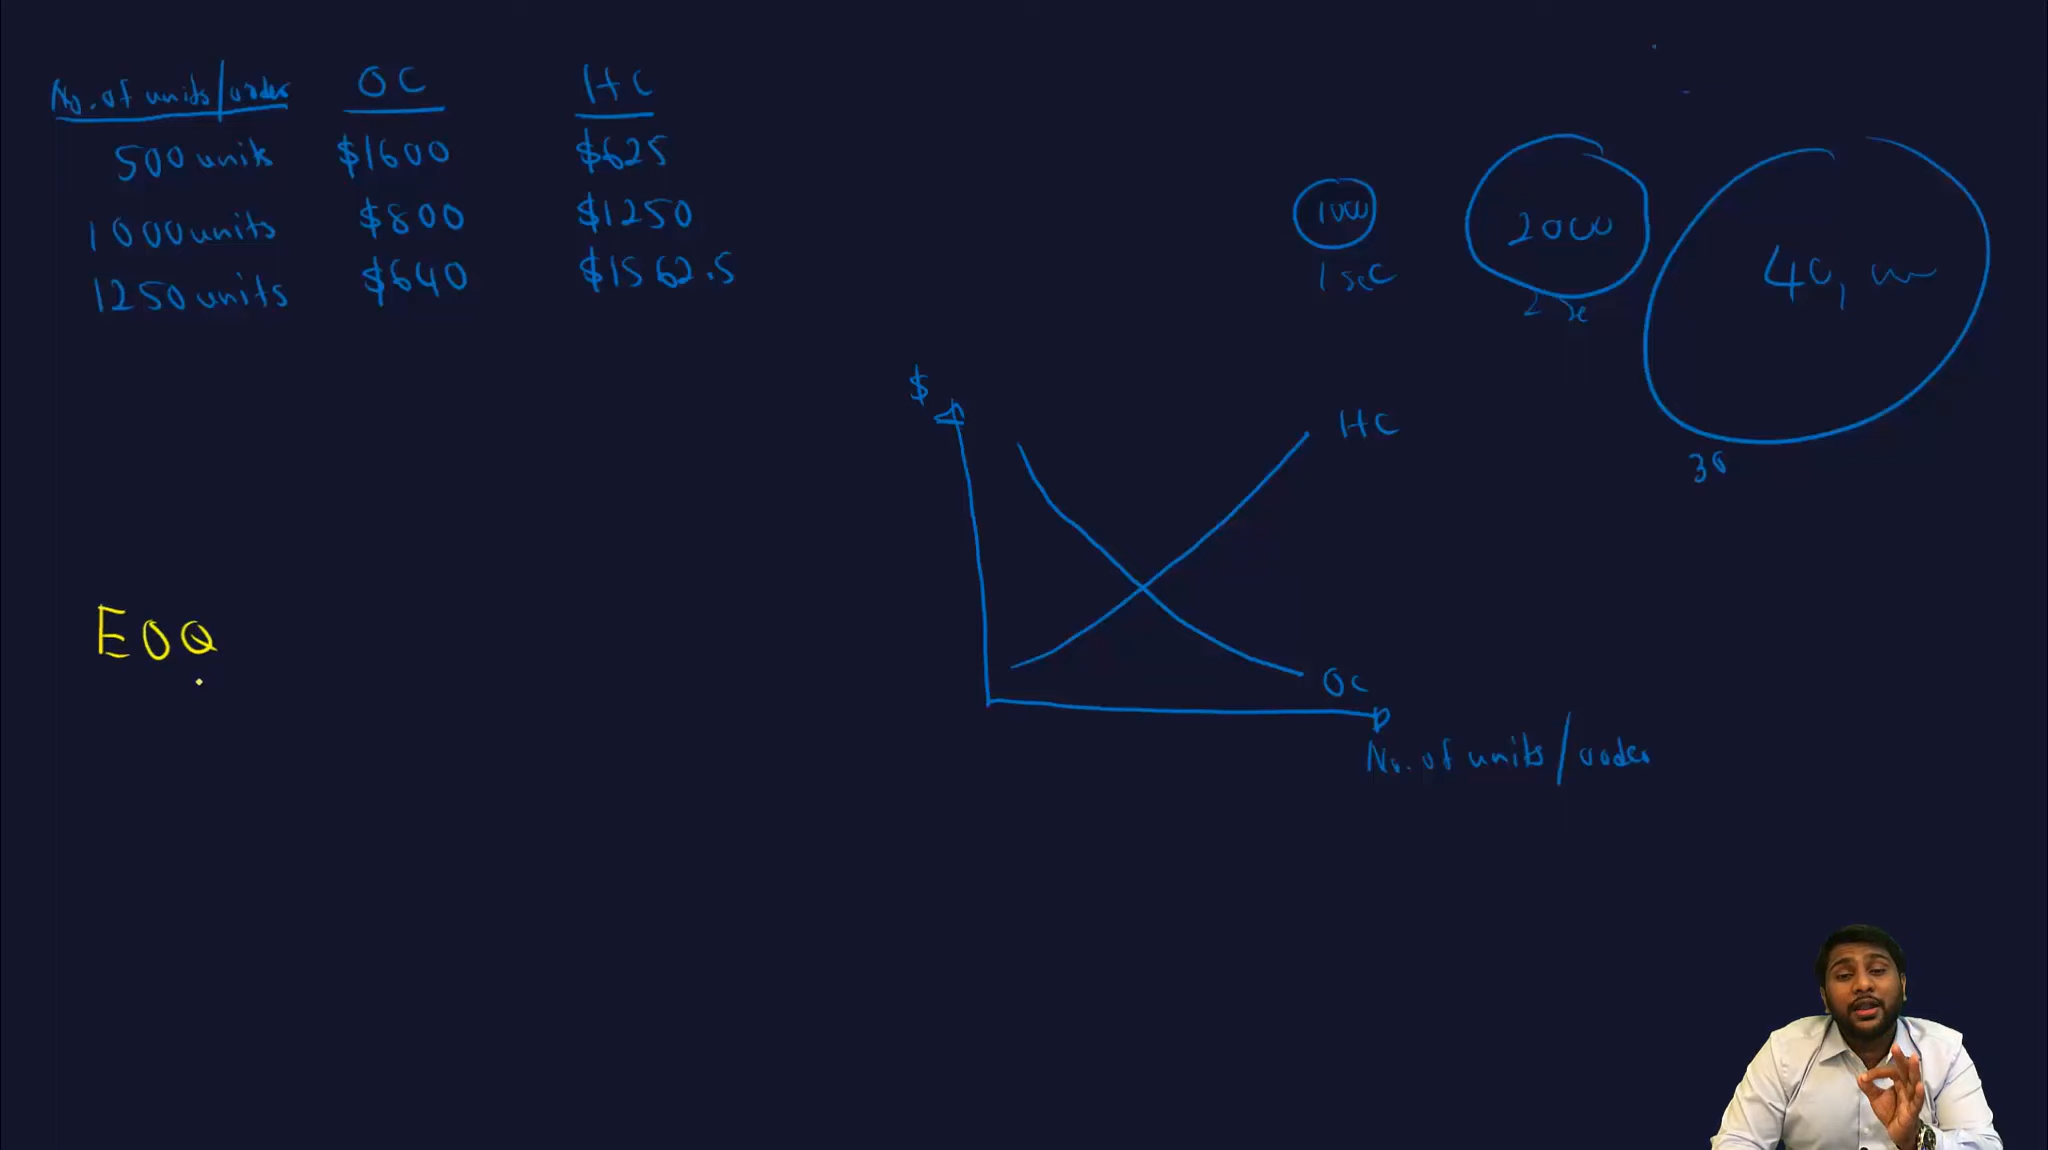 No. of units/order OC HC
500 units $1600 $625
1000 units $800 $1250
1250 units $640 $1562.5
1000
1 sec
2000
2
40,
30
$
HC
OC
No. of units/order
EOQ